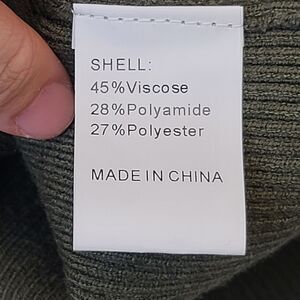 SHELL:
45%Viscose
28%Polyamide
27%Polyester
MADE IN CHINA